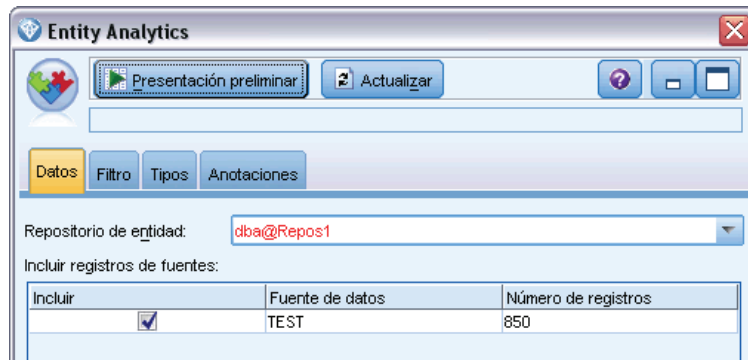 Entity Analytics
Presentación preliminar Actualizar ?
Datos Filtro Tipos Anotaciones
Repositorio de entidad: dba@Repos1
Incluir registros de fuentes:
Incluir Fuente de datos Número de registros
TEST 850